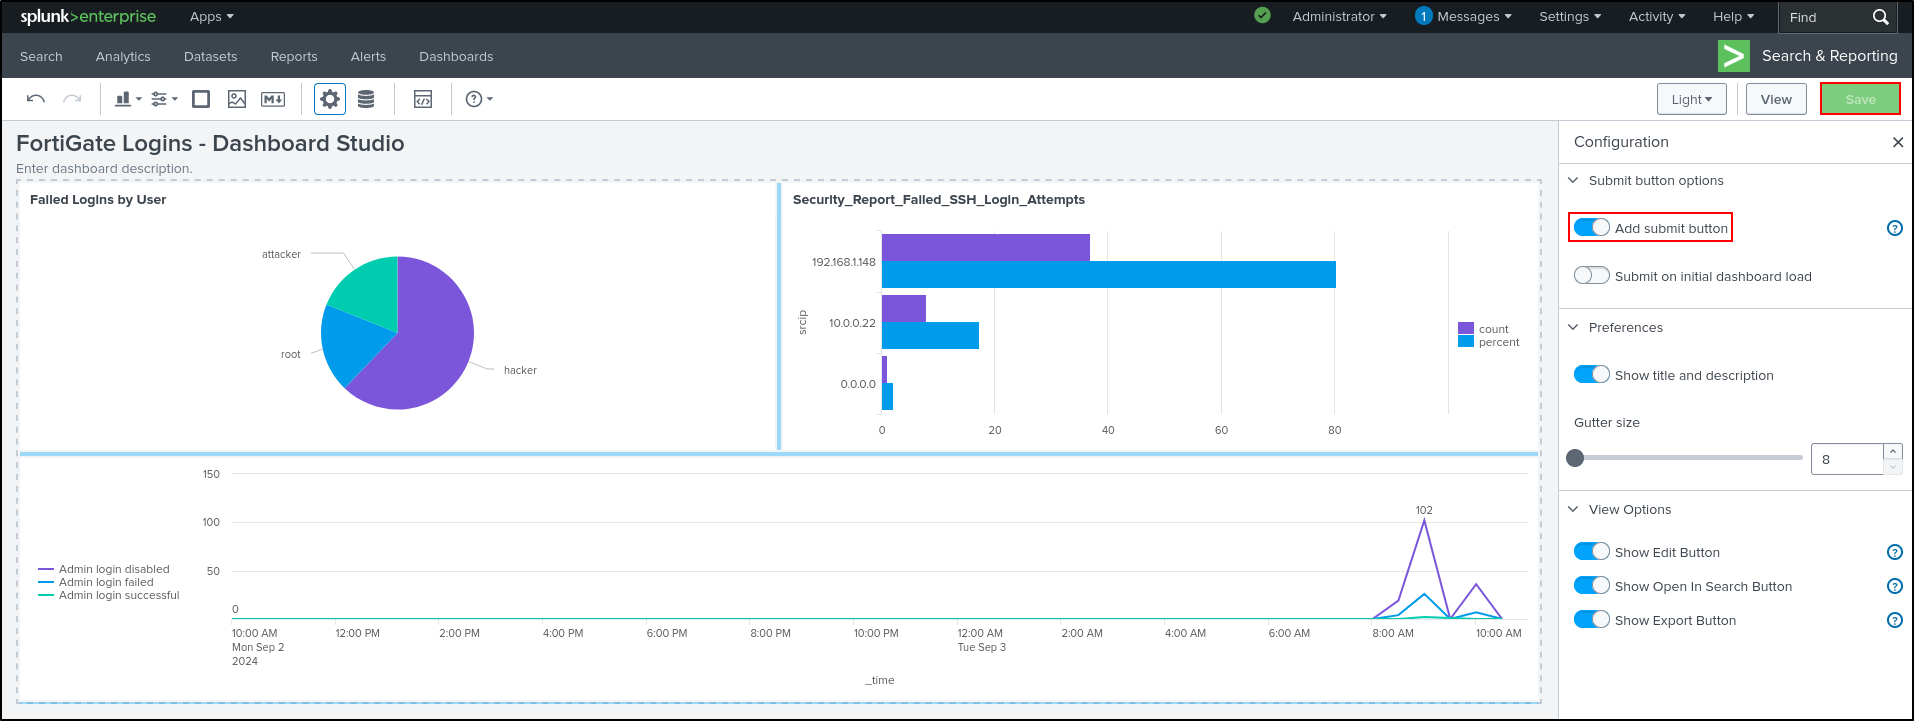 splunk>enterprise Apps Administrator 1 Messages Settings Activity Help Find
Search Analytics Datasets Reports Alerts Dashboards > Search & Reporting
M↓ </> ? Light View Save
FortiGate Logins - Dashboard Studio
Enter dashboard description.
Failed Logins by User
attacker
root
hacker
Security_Report_Failed_SSH_Login_Attempts
srcip
192.168.1.148
10.0.0.22
0.0.0.0
0 20 40 60 80
count
percent
150
100
50
0
102
Admin login disabled
Admin login failed
Admin login successful
10:00 AM 12:00 PM 2:00 PM 4:00 PM 6:00 PM 8:00 PM 10:00 PM 12:00 AM 2:00 AM 4:00 AM 6:00 AM 8:00 AM 10:00 AM
Mon Sep 2 Tue Sep 3
2024
_time
Configuration
Submit button options
Add submit button ?
Submit on initial dashboard load
Preferences
Show title and description
Gutter size
8
View Options
Show Edit Button ?
Show Open In Search Button ?
Show Export Button ?